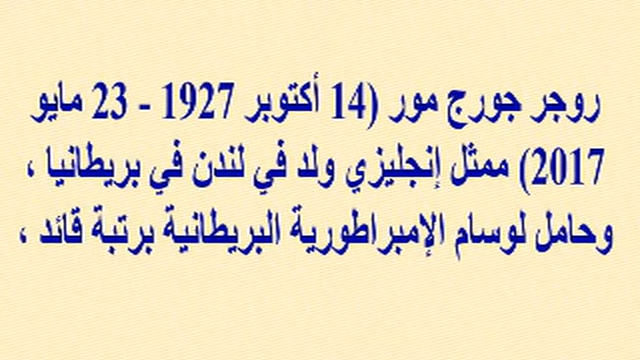 روجر جورج مور (14 أكتوبر 1927 - 23 مايو
2017) ممثل إنجليزي ولد في لندن في بريطانيا ،
وحامل لوسام الإمبراطورية البريطانية برتبة قائد ،